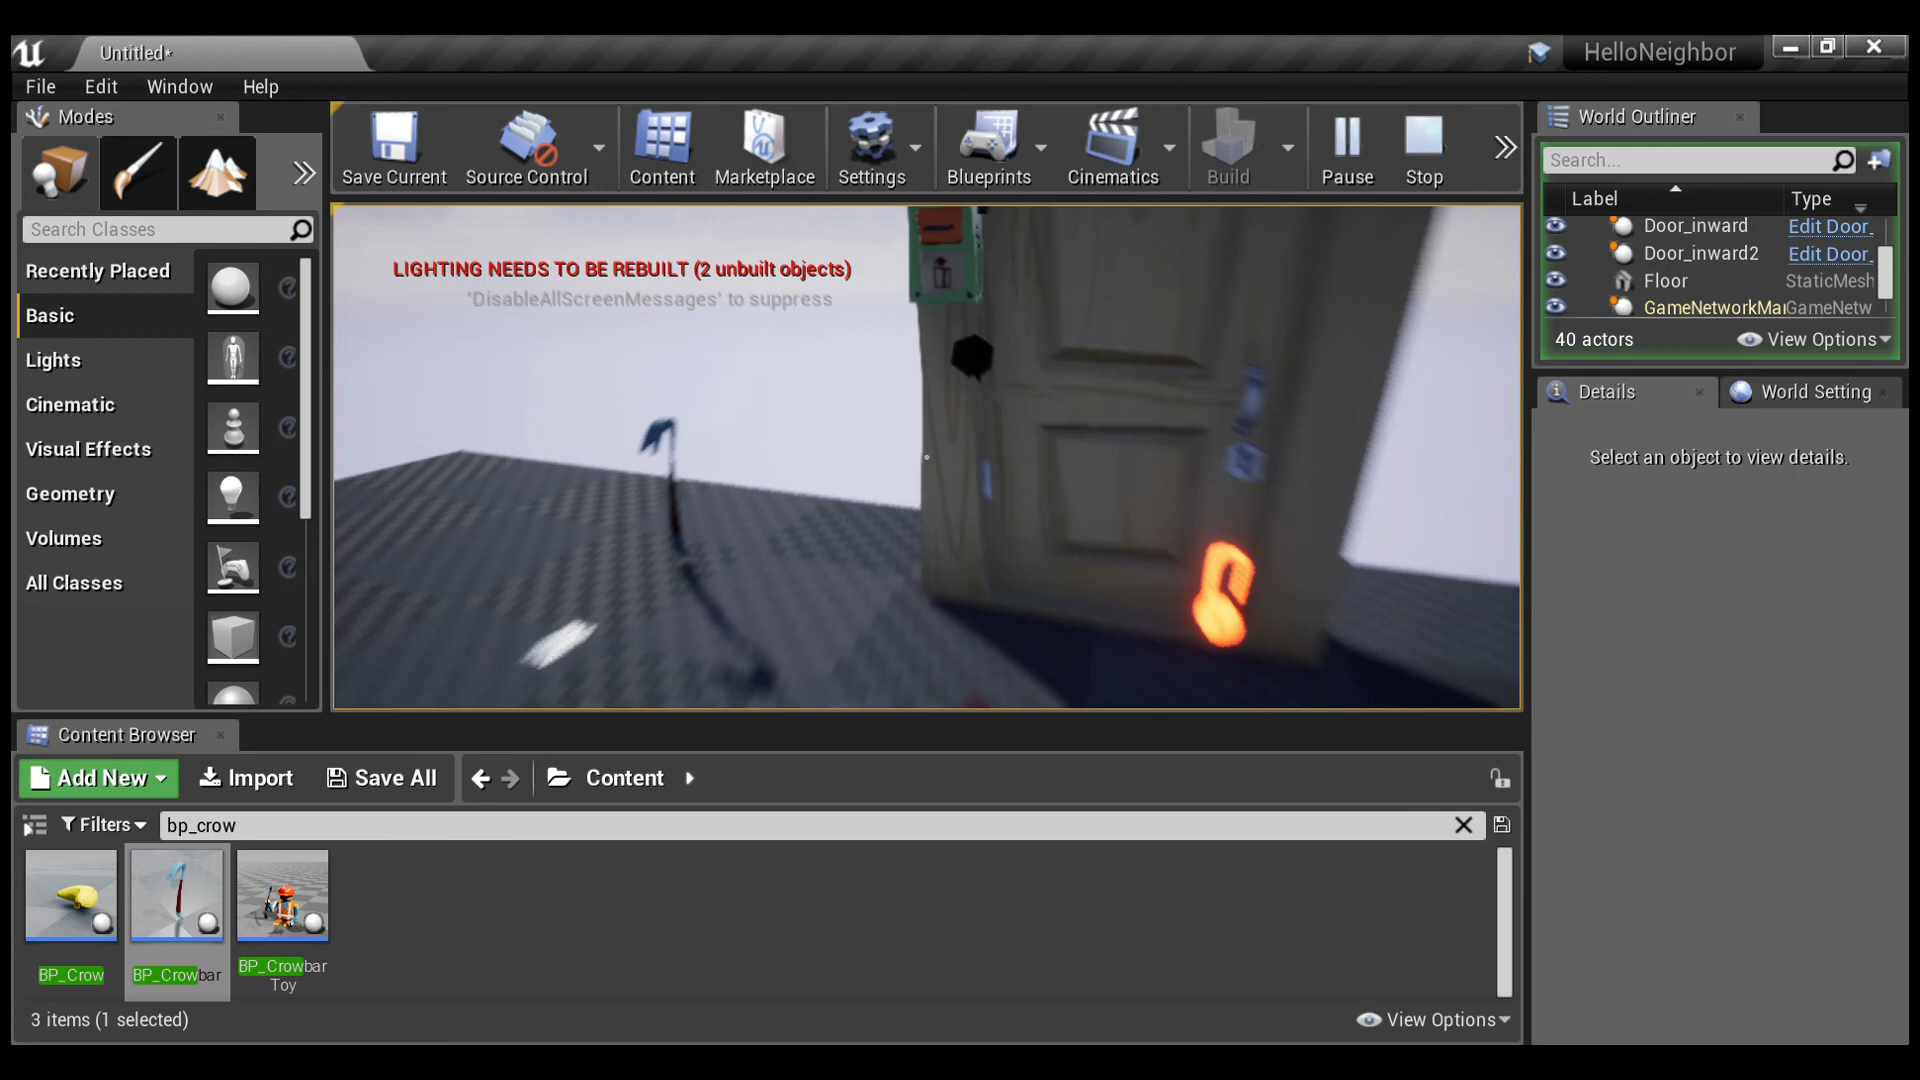 Untitled*
HelloNeighbor
File Edit Window Help
Modes
Search Classes
Recently Placed
Basic
Lights
Cinematic
Visual Effects
Geometry
Volumes
All Classes
Save Current
Source Control
Content
Marketplace
Settings
Blueprints
Cinematics
Build
Pause
Stop
LIGHTING NEEDS TO BE REBUILT (2 unbuilt objects)
'DisableAllScreenMessages' to suppress
World Outliner
Search...
Label Type
Door_inward Edit Door_
Door_inward2 Edit Door_
Floor StaticMesh
GameNetworkMan GameNetw
40 actors View Options
Details World Setting
Select an object to view details.
Content Browser
Add New Import Save All Content
Filters bp_crow
BP_Crow
BP_Crowbar
BP_Crowbar
Toy
3 items (1 selected) View Options